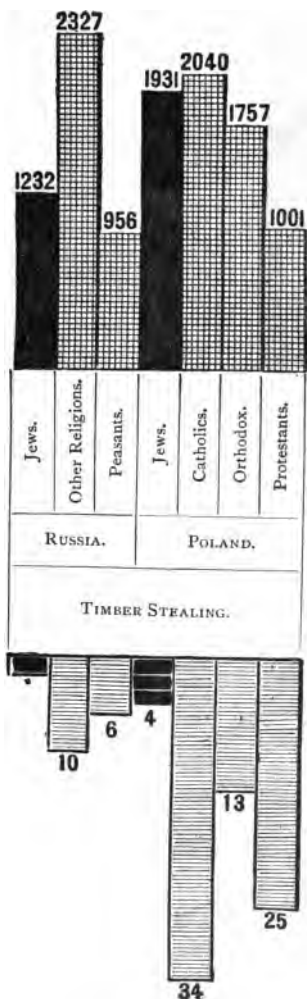 2327
2040
1931
1757
1232
956
1001
Jews.
Other Religions.
Peasants.
Jews.
Catholics.
Orthodox.
Protestants.
RUSSIA. POLAND.
TIMBER STEALING.
10
6
4
34
13
25